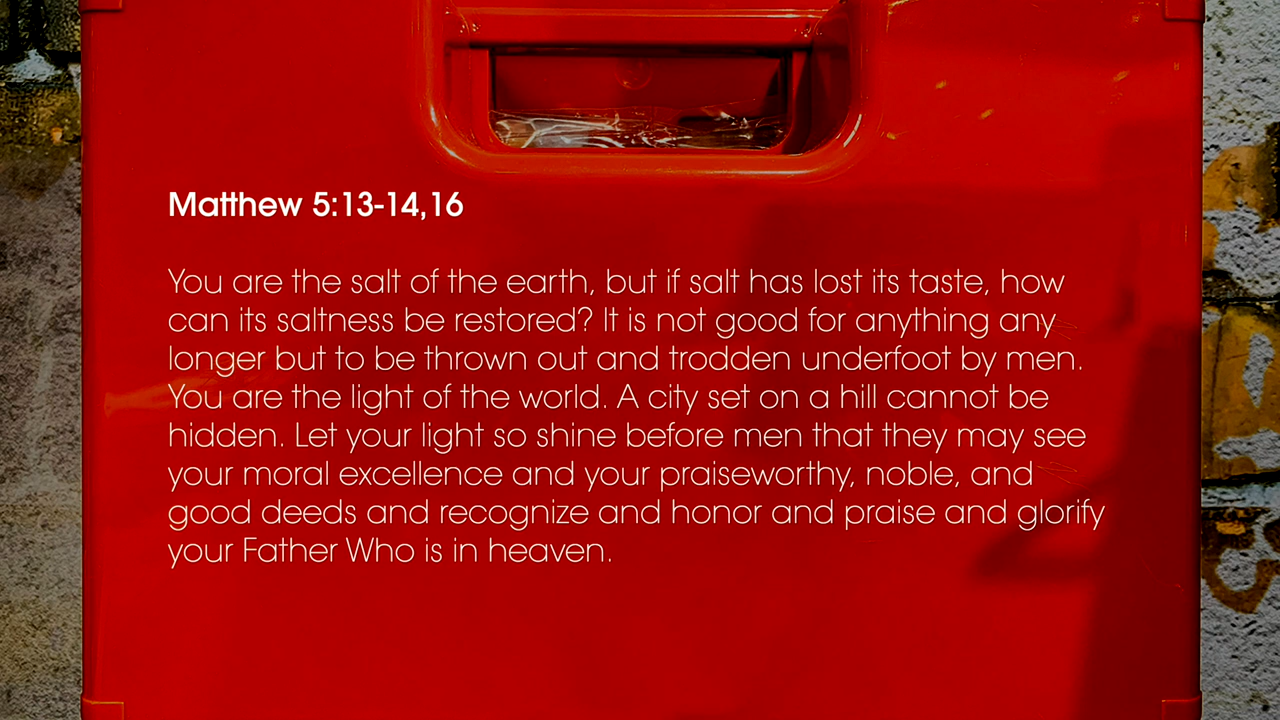 Matthew 5:13-14,16
You are the salt of the earth, but if salt has lost its taste, how
can its saltness be restored? It is not good for anything any
longer but to be thrown out and trodden underfoot by men.
You are the light of the world. A city set on a hill cannot be
hidden. Let your light so shine before men that they may see
your moral excellence and your praiseworthy, noble, and
good deeds and recognize and honor and praise and glorify
your Father Who is in heaven.